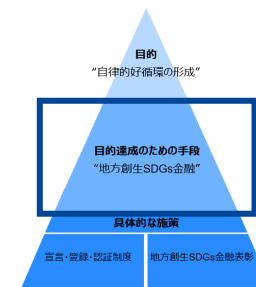 目的
“自律的好循環の形成”
目的達成のための手段
“地方創生SDGs金融”
具体的な施策
宣言・登録・認証制度
地方創生SDGs金融表彰